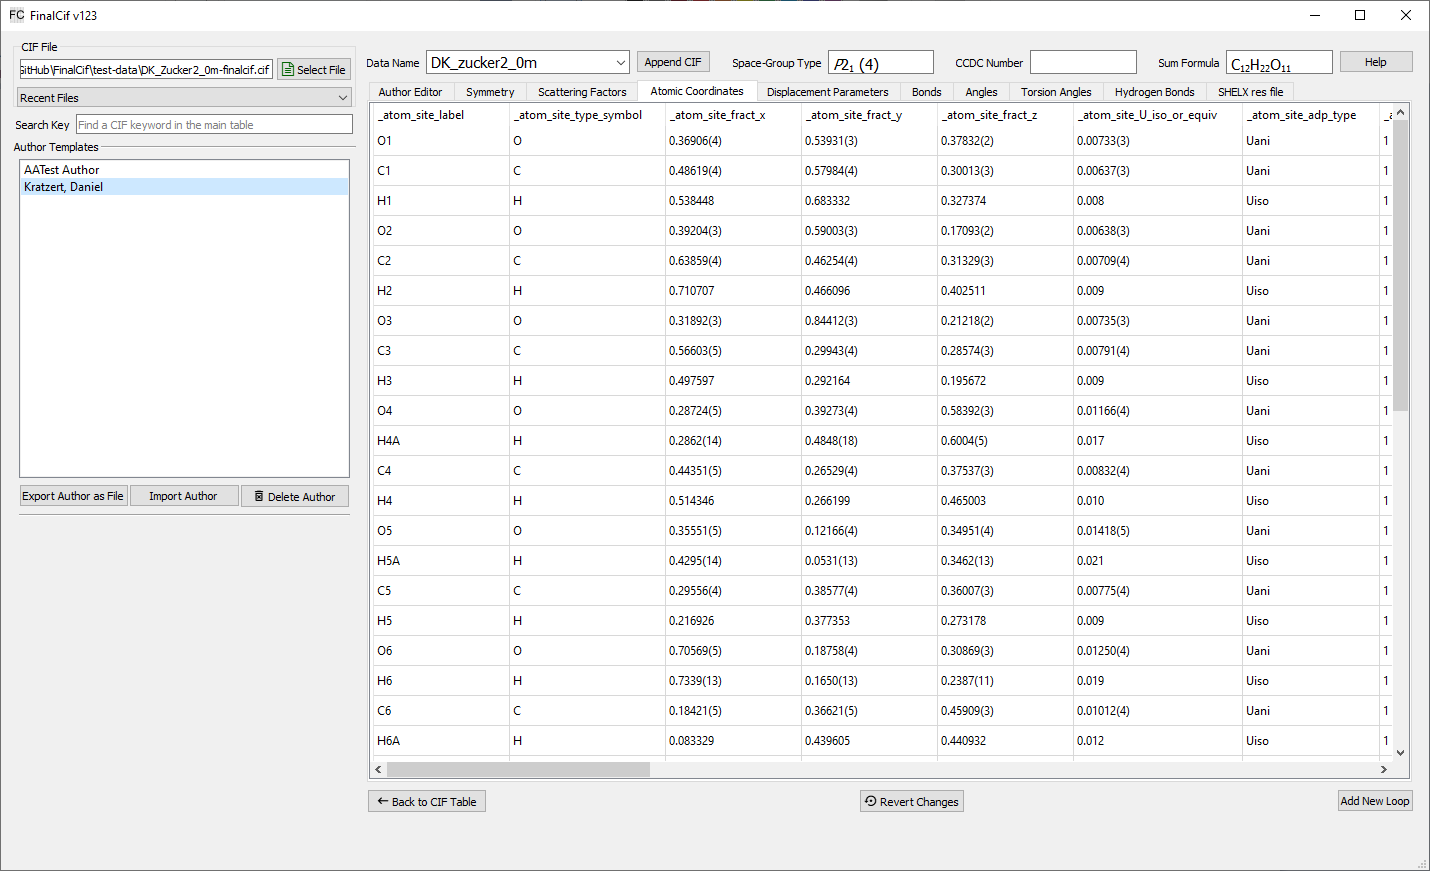 FC FinalCif v123
CIF File
GitHub\FinalCif\test-data\DK_Zucker2_0m-finalcif.cif Select File
Recent Files
Search Key Find a CIF keyword in the main table
Author Templates
AATest Author
Kratzert, Daniel
Export Author as File Import Author Delete Author
Data Name DK_zucker2_0m Append CIF Space-Group Type P2₁ (4) CCDC Number Sum Formula C₁₂H₂₂O₁₁ Help
Author Editor Symmetry Scattering Factors Atomic Coordinates Displacement Parameters Bonds Angles Torsion Angles Hydrogen Bonds SHELX res file
_atom_site_label _atom_site_type_symbol _atom_site_fract_x _atom_site_fract_y _atom_site_fract_z _atom_site_U_iso_or_equiv _atom_site_adp_type _a
O1 O 0.36906(4) 0.53931(3) 0.37832(2) 0.00733(3) Uani 1
C1 C 0.48619(4) 0.57984(4) 0.30013(3) 0.00637(3) Uani 1
H1 H 0.538448 0.683332 0.327374 0.008 Uiso 1
O2 O 0.39204(3) 0.59003(3) 0.17093(2) 0.00638(3) Uani 1
C2 C 0.63859(4) 0.46254(4) 0.31329(3) 0.00709(4) Uani 1
H2 H 0.710707 0.466096 0.402511 0.009 Uiso 1
O3 O 0.31892(3) 0.84412(3) 0.21218(2) 0.00735(3) Uani 1
C3 C 0.56603(5) 0.29943(4) 0.28574(3) 0.00791(4) Uani 1
H3 H 0.497597 0.292164 0.195672 0.009 Uiso 1
O4 O 0.28724(5) 0.39273(4) 0.58392(3) 0.01166(4) Uani 1
H4A H 0.2862(14) 0.4848(18) 0.6004(5) 0.017 Uiso 1
C4 C 0.44351(5) 0.26529(4) 0.37537(3) 0.00832(4) Uani 1
H4 H 0.514346 0.266199 0.465003 0.010 Uiso 1
O5 O 0.35551(5) 0.12166(4) 0.34951(4) 0.01418(5) Uani 1
H5A H 0.4295(14) 0.0531(13) 0.3462(13) 0.021 Uiso 1
C5 C 0.29556(4) 0.38577(4) 0.36007(3) 0.00775(4) Uani 1
H5 H 0.216926 0.377353 0.273178 0.009 Uiso 1
O6 O 0.70569(5) 0.18758(4) 0.30869(3) 0.01250(4) Uani 1
H6 H 0.7339(13) 0.1650(13) 0.2387(11) 0.019 Uiso 1
C6 C 0.18421(5) 0.36621(5) 0.45909(3) 0.01012(4) Uani 1
H6A H 0.083329 0.439605 0.440932 0.012 Uiso 1
Back to CIF Table Revert Changes Add New Loop